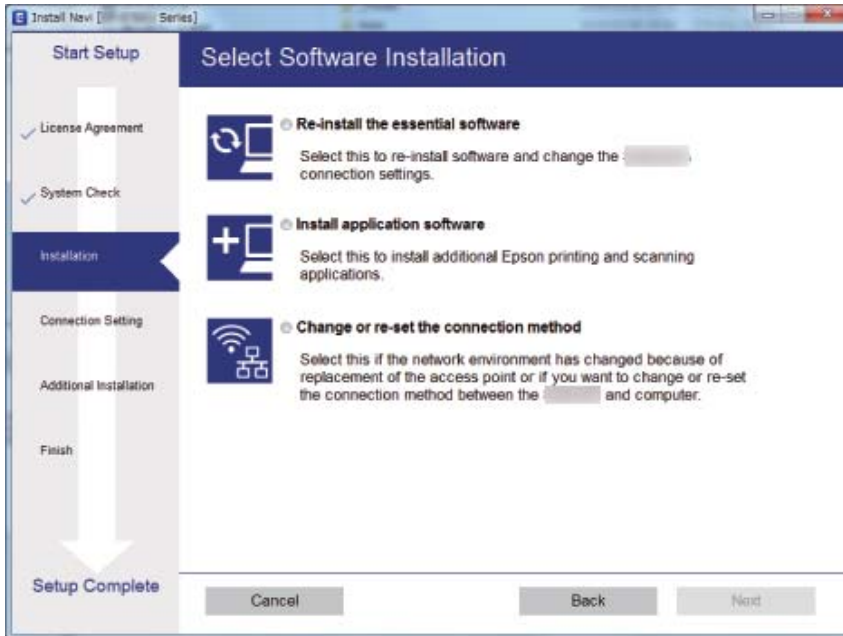 Install Navi [ Series]
Start Setup
License Agreement
System Check
Installation
Connection Setting
Additional Installation
Finish
Setup Complete
Select Software Installation
Re-install the essential software
Select this to re-install software and change the
connection settings.
Install application software
Select this to install additional Epson printing and scanning
applications.
Change or re-set the connection method
Select this if the network environment has changed because of
replacement of the access point or if you want to change or re-set
the connection method between the and computer.
Cancel
Back
Next